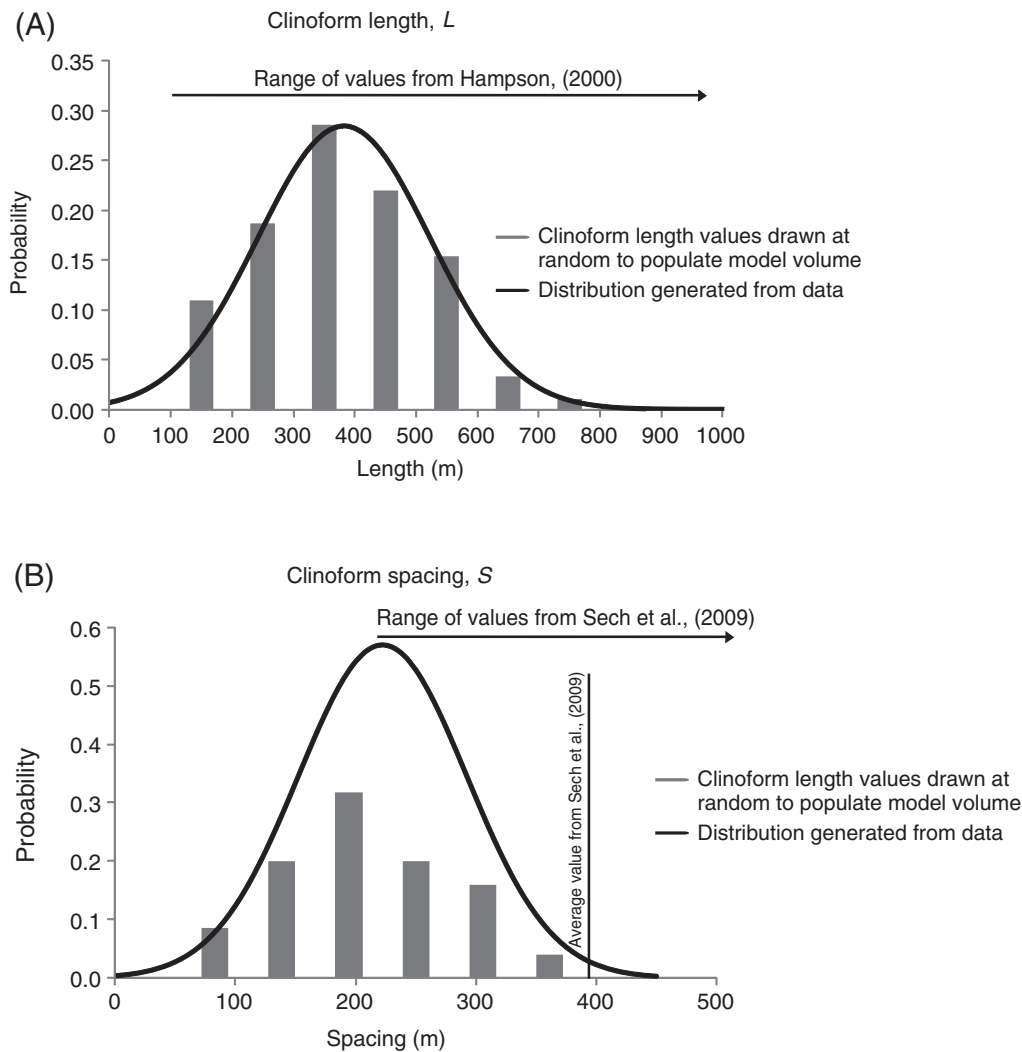 (A)
Clinoform length, L
Range of values from Hampson, (2000)
0.35
0.30
0.25
0.20
0.15
0.10
0.05
0.00
Probability
Clinoform length values drawn at
random to populate model volume
Distribution generated from data
0 100 200 300 400 500 600 700 800 900 1000
Length (m)
(B)
Clinoform spacing, S
Range of values from Sech et al., (2009)
0.6
0.5
0.4
0.3
0.2
0.1
0.0
Probability
Average value from Sech et al., (2009)
Clinoform length values drawn at
random to populate model volume
Distribution generated from data
0 100 200 300 400 500
Spacing (m)